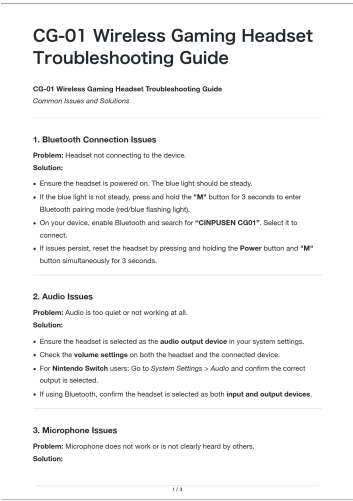 CG-01 Wireless Gaming Headset
Troubleshooting Guide
CG-01 Wireless Gaming Headset Troubleshooting Guide
Common Issues and Solutions
1. Bluetooth Connection Issues
Problem: Headset not connecting to the device.
Solution:
• Ensure the headset is powered on. The blue light should be steady.
• If the blue light is not steady, press and hold the "M" button for 3 seconds to enter
Bluetooth pairing mode (red/blue flashing light).
• On your device, enable Bluetooth and search for "CINPUSEN CG01". Select it to
connect.
• If issues persist, reset the headset by pressing and holding the Power button and "M"
button simultaneously for 3 seconds.
2. Audio Issues
Problem: Audio is too quiet or not working at all.
Solution:
• Ensure the headset is selected as the audio output device in your system settings.
• Check the volume settings on both the headset and the connected device.
• For Nintendo Switch users: Go to System Settings > Audio and confirm the correct
output is selected.
• If using Bluetooth, confirm the headset is selected as both input and output devices.
3. Microphone Issues
Problem: Microphone does not work or is not clearly heard by others.
Solution:
1 / 3